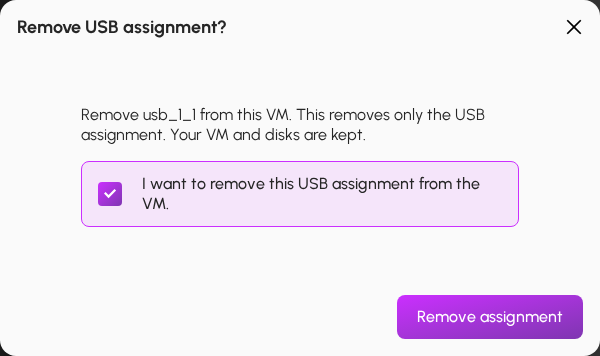 Remove USB assignment?
Remove usb_1_1 from this VM. This removes only the USB
assignment. Your VM and disks are kept.
I want to remove this USB assignment from the
VM.
Remove assignment